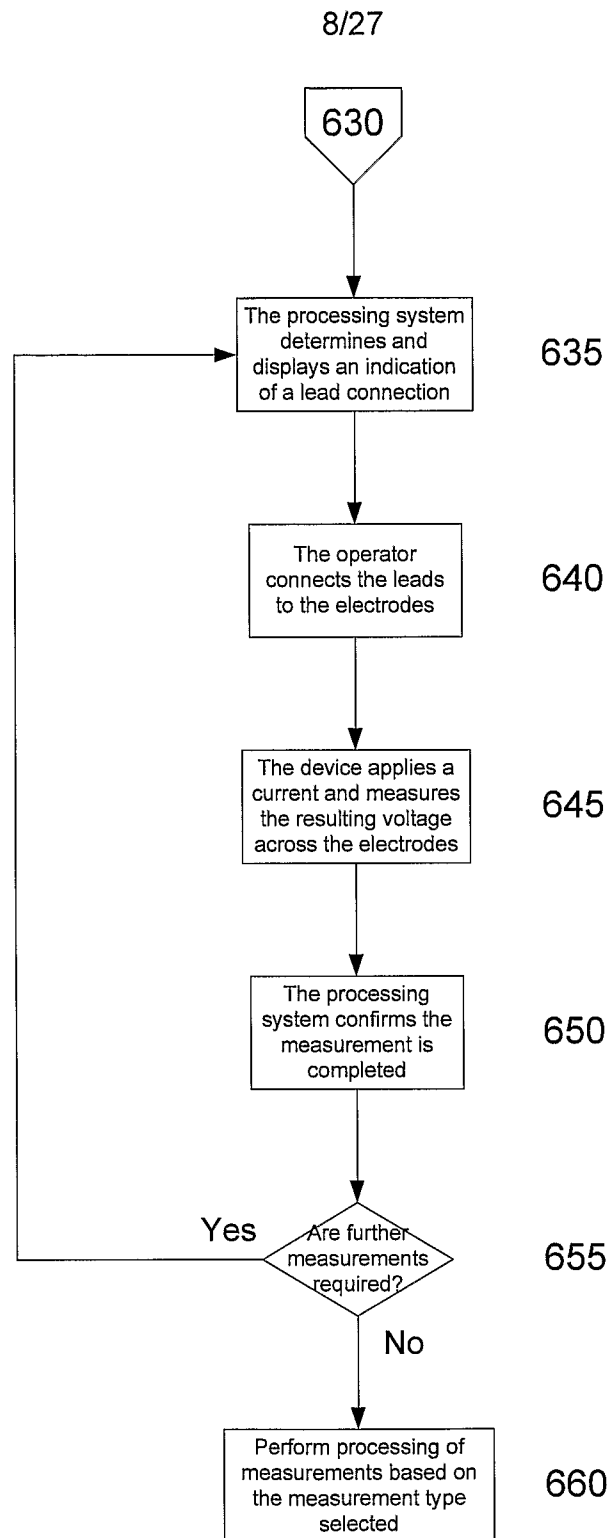 8/27
630
The processing system
determines and
displays an indication
of a lead connection
635
The operator
connects the leads
to the electrodes
640
The device applies a
current and measures
the resulting voltage
across the electrodes
645
The processing
system confirms the
measurement is
completed
650
Yes
Are further
measurements
required?
655
No
Perform processing of
measurements based on
the measurement type
selected
660